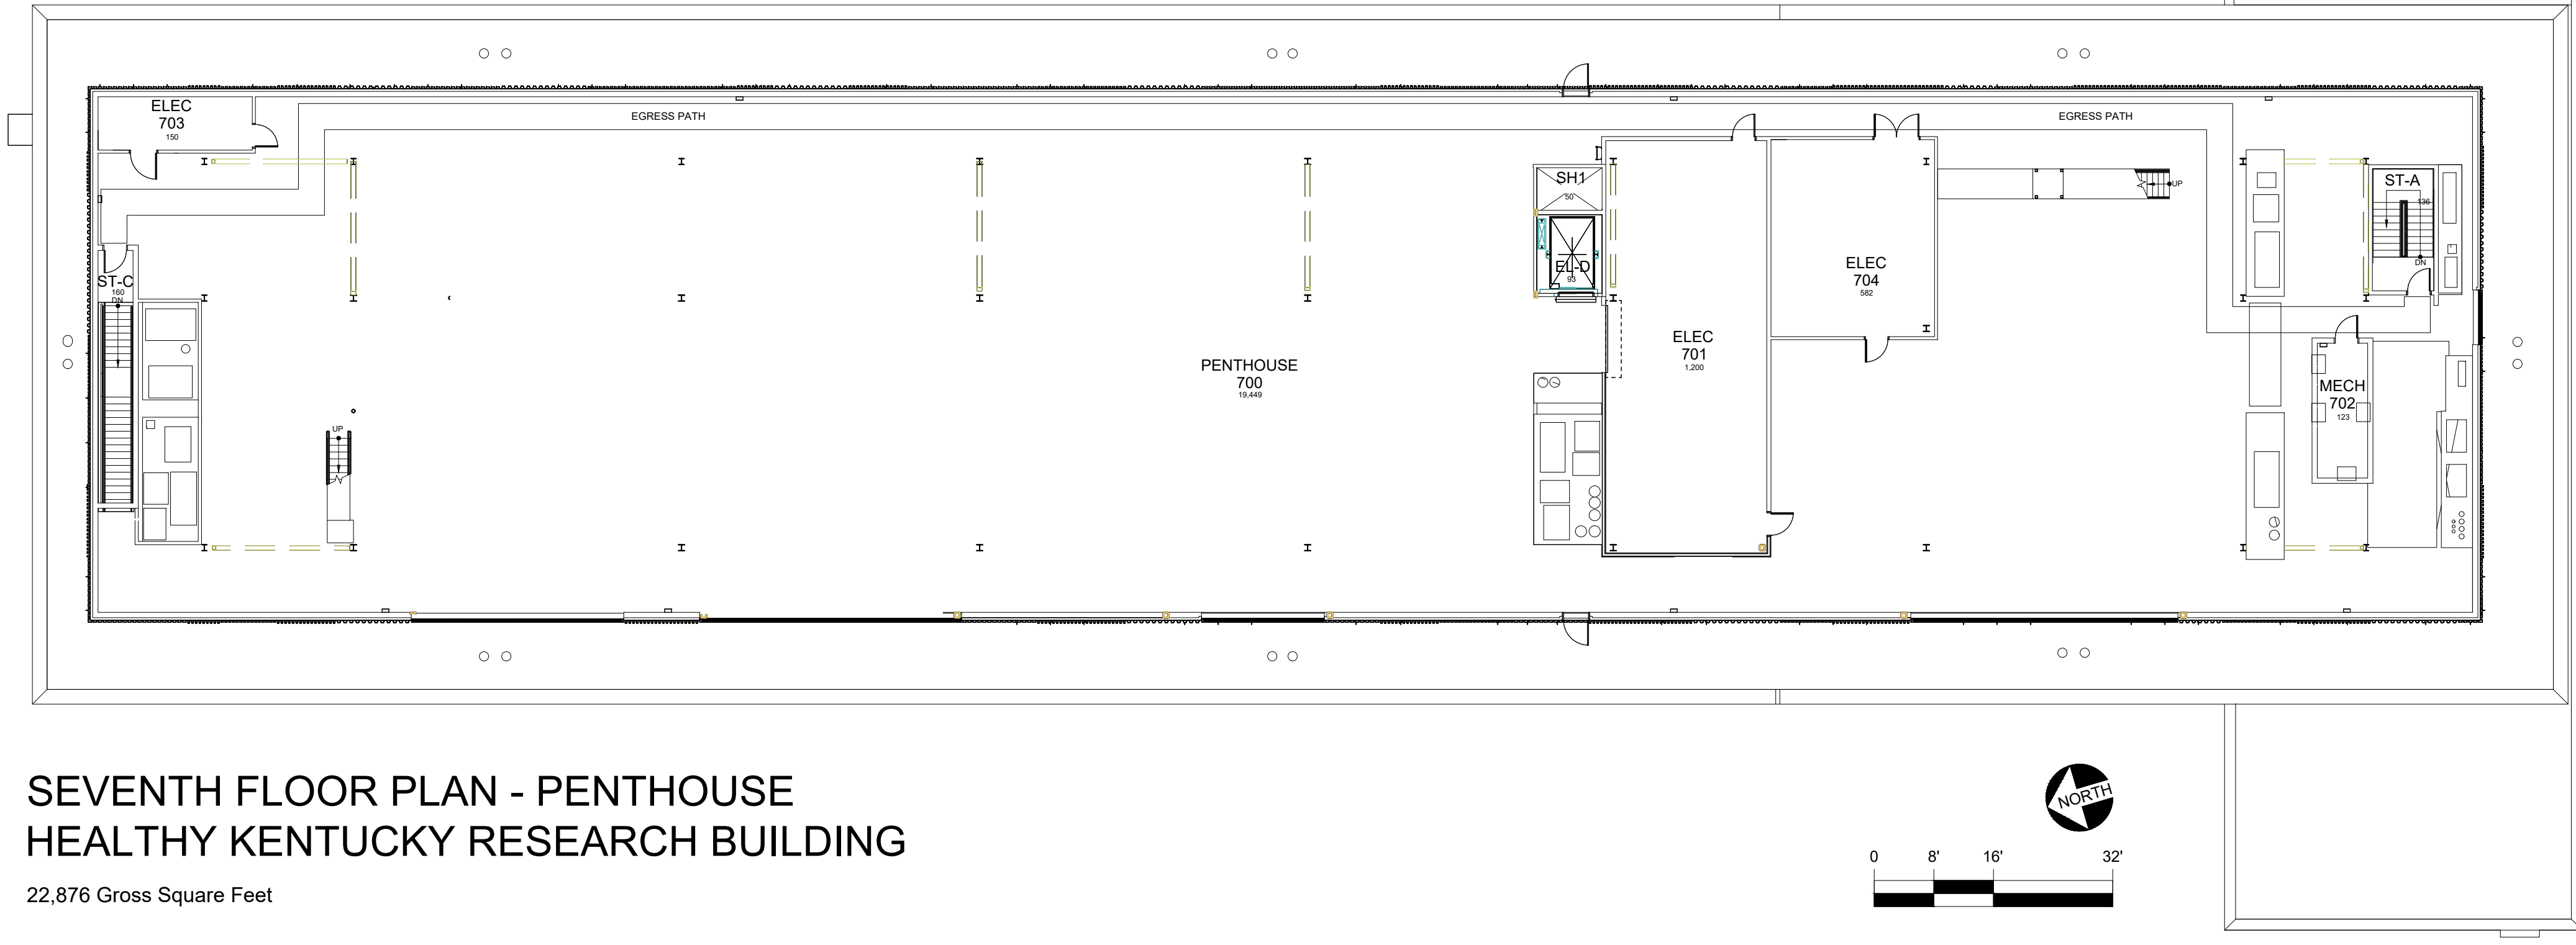 ELEC
703
150
EGRESS PATH
EGRESS PATH
SH1
50
ST-A
136
DN
UP
EL-D
93
ELEC
704
582
ST-C
160
DN
ELEC
701
1,200
PENTHOUSE
700
19,449
MECH
702
123
UP
SEVENTH FLOOR PLAN - PENTHOUSE
HEALTHY KENTUCKY RESEARCH BUILDING
22,876 Gross Square Feet
NORTH
0 8' 16' 32'